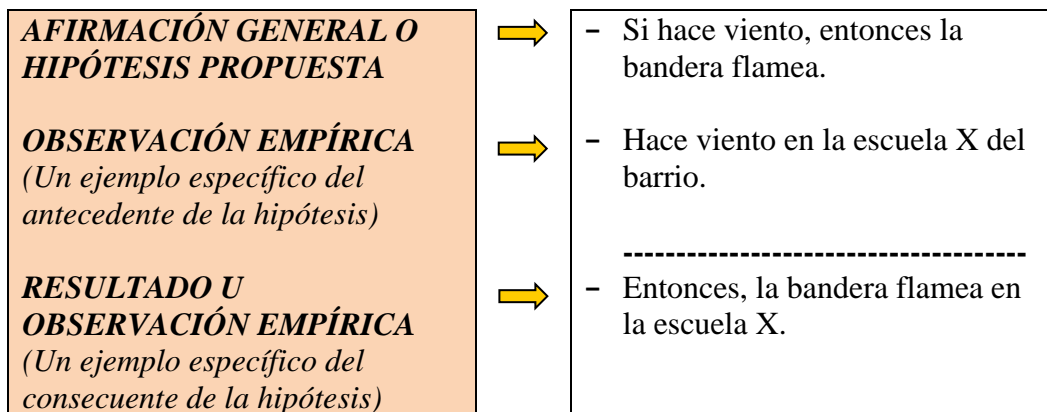 AFIRMACIÓN GENERAL O
HIPÓTESIS PROPUESTA
OBSERVACIÓN EMPÍRICA
(Un ejemplo específico del
antecedente de la hipótesis)
RESULTADO U
OBSERVACIÓN EMPÍRICA
(Un ejemplo específico del
consecuente de la hipótesis)
- Si hace viento, entonces la
bandera flamea.
- Hace viento en la escuela X del
barrio.
--------------------------------------
- Entonces, la bandera flamea en
la escuela X.